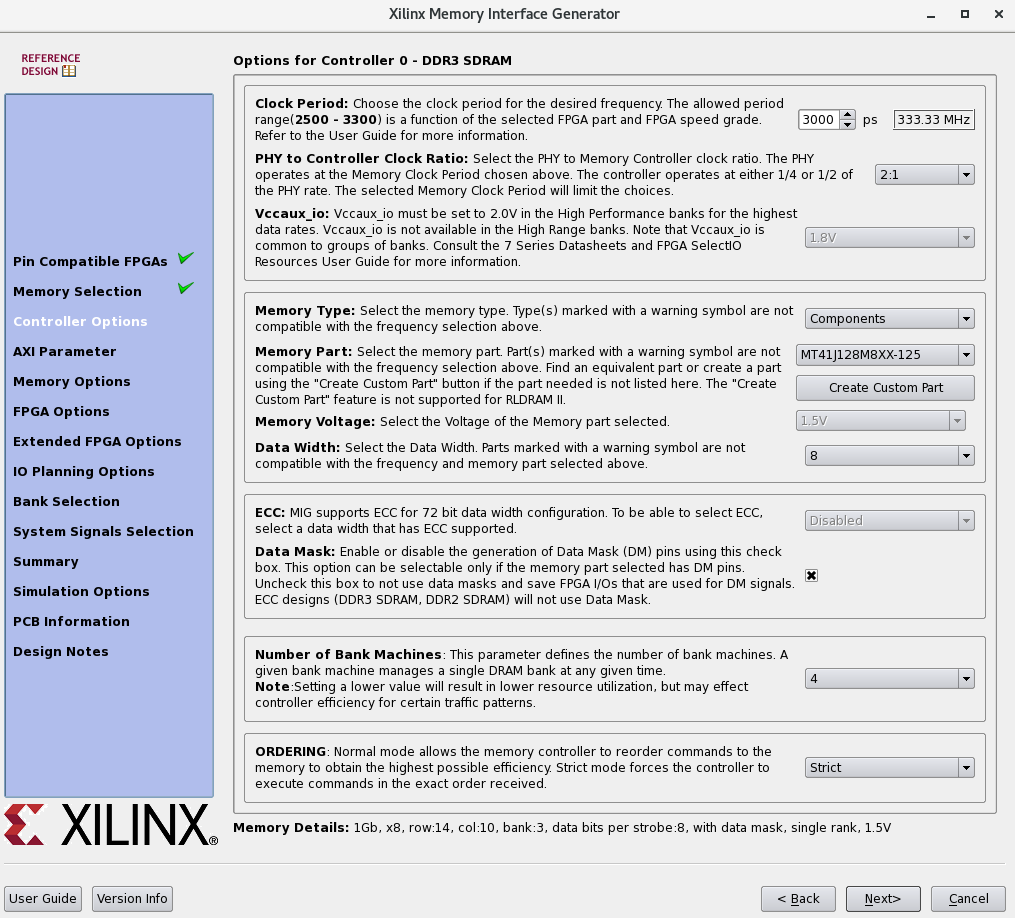 Xilinx Memory Interface Generator
REFERENCE
DESIGN
Pin Compatible FPGAs
Memory Selection
Controller Options
AXI Parameter
Memory Options
FPGA Options
Extended FPGA Options
IO Planning Options
Bank Selection
System Signals Selection
Summary
Simulation Options
PCB Information
Design Notes
XILINX®
Options for Controller 0 - DDR3 SDRAM
Clock Period: Choose the clock period for the desired frequency. The allowed period
range(2500 - 3300) is a function of the selected FPGA part and FPGA speed grade.
Refer to the User Guide for more information.
3000 ps 333.33 MHz
PHY to Controller Clock Ratio: Select the PHY to Memory Controller clock ratio. The PHY
operates at the Memory Clock Period chosen above. The controller operates at either 1/4 or 1/2 of
the PHY rate. The selected Memory Clock Period will limit the choices.
2:1
Vccaux_io: Vccaux_io must be set to 2.0V in the High Performance banks for the highest
data rates. Vccaux_io is not available in the High Range banks. Note that Vccaux_io is
common to groups of banks. Consult the 7 Series Datasheets and FPGA SelectIO
Resources User Guide for more information.
1.8V
Memory Type: Select the memory type. Type(s) marked with a warning symbol are not
compatible with the frequency selection above.
Components
Memory Part: Select the memory part. Part(s) marked with a warning symbol are not
compatible with the frequency selection above. Find an equivalent part or create a part
using the "Create Custom Part" button if the part needed is not listed here. The "Create
Custom Part" feature is not supported for RLDRAM II.
MT41J128M8XX-125
Create Custom Part
Memory Voltage: Select the Voltage of the Memory part selected.
1.5V
Data Width: Select the Data Width. Parts marked with a warning symbol are not
compatible with the frequency and memory part selected above.
8
ECC: MIG supports ECC for 72 bit data width configuration. To be able to select ECC,
select a data width that has ECC supported.
Disabled
Data Mask: Enable or disable the generation of Data Mask (DM) pins using this check
box. This option can be selectable only if the memory part selected has DM pins.
Uncheck this box to not use data masks and save FPGA I/Os that are used for DM signals.
ECC designs (DDR3 SDRAM, DDR2 SDRAM) will not use Data Mask.
Number of Bank Machines: This parameter defines the number of bank machines. A
given bank machine manages a single DRAM bank at any given time.
Note:Setting a lower value will result in lower resource utilization, but may effect
controller efficiency for certain traffic patterns.
4
ORDERING: Normal mode allows the memory controller to reorder commands to the
memory to obtain the highest possible efficiency. Strict mode forces the controller to
execute commands in the exact order received.
Strict
Memory Details: 1Gb, x8, row:14, col:10, bank:3, data bits per strobe:8, with data mask, single rank, 1.5V
User Guide
Version Info
< Back
Next>
Cancel